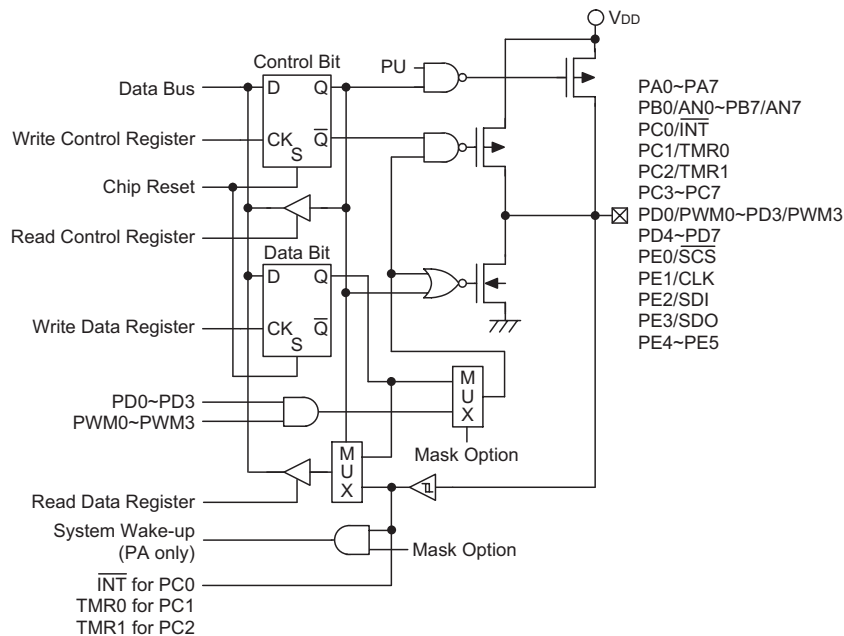 VDD
Control Bit
PU
Data Bus
D
Q
Write Control Register
CK
Q̅
S
Chip Reset
Read Control Register
Data Bit
D
Q
Write Data Register
CK
Q̅
S
PD0~PD3
PWM0~PWM3
MUX
Mask Option
MUX
Read Data Register
System Wake-up
(PA only)
Mask Option
I̅N̅T̅ for PC0
TMR0 for PC1
TMR1 for PC2
PA0~PA7
PB0/AN0~PB7/AN7
PC0/I̅N̅T̅
PC1/TMR0
PC2/TMR1
PC3~PC7
PD0/PWM0~PD3/PWM3
PD4~PD7
PE0/S̅C̅S̅
PE1/CLK
PE2/SDI
PE3/SDO
PE4~PE5